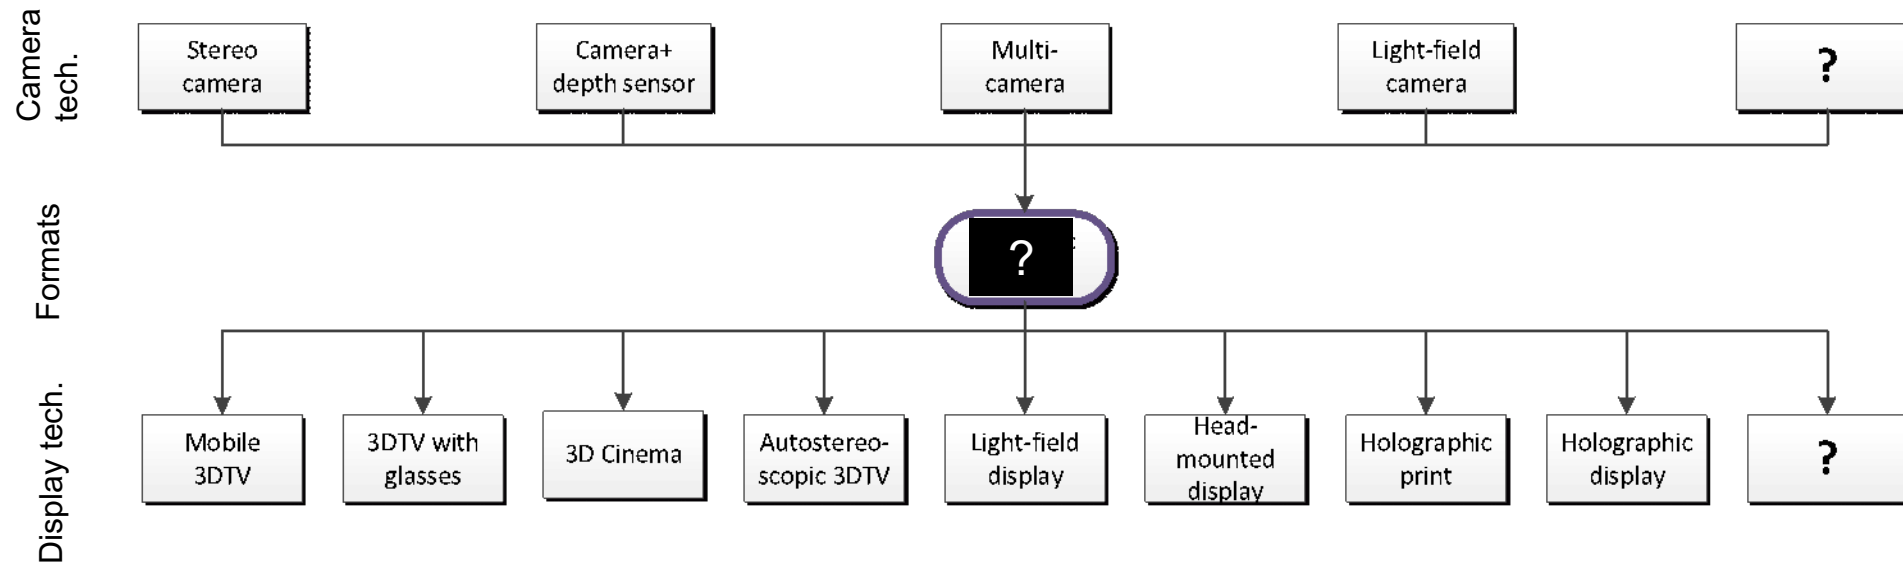 Camera
tech.
Stereo
camera
Camera+
depth sensor
Multi-
camera
Light-field
camera
?
Formats
?
Display tech.
Mobile
3DTV
3DTV with
glasses
3D Cinema
Autostereo-
scopic 3DTV
Light-field
display
Head-
mounted
display
Holographic
print
Holographic
display
?